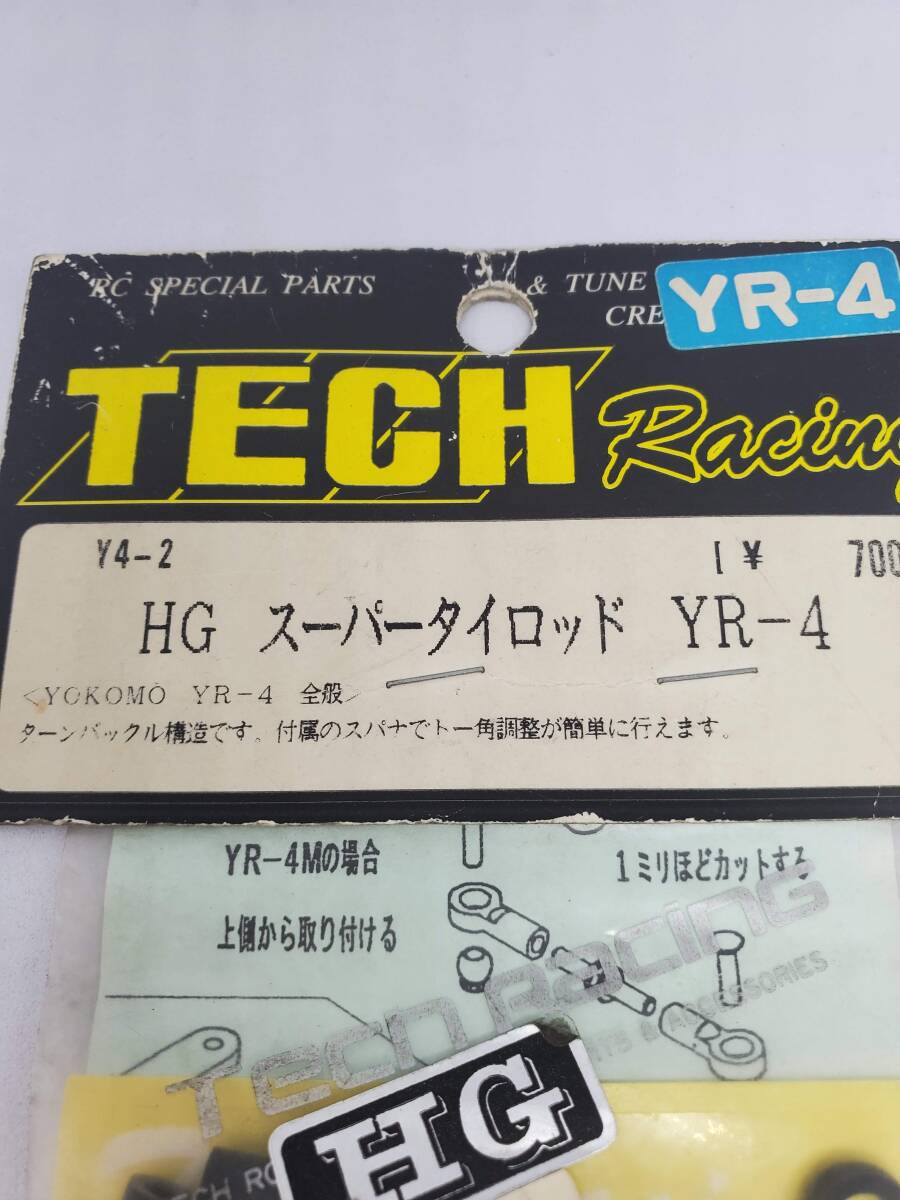 RC SPECIAL PARTS & TUNE
YR-4
TECH Racing
Y4-2 ¥ 700
HG スーパータイロッド YR-4
<YOKOMO YR-4 全般>
ターンバックル構造です。付属のスパナでトー角調整が簡単に行えます。
YR-4Mの場合
上側から取り付ける
1ミリほどカットする
Tech Racing
& ACCESSORIES
HG
TECH